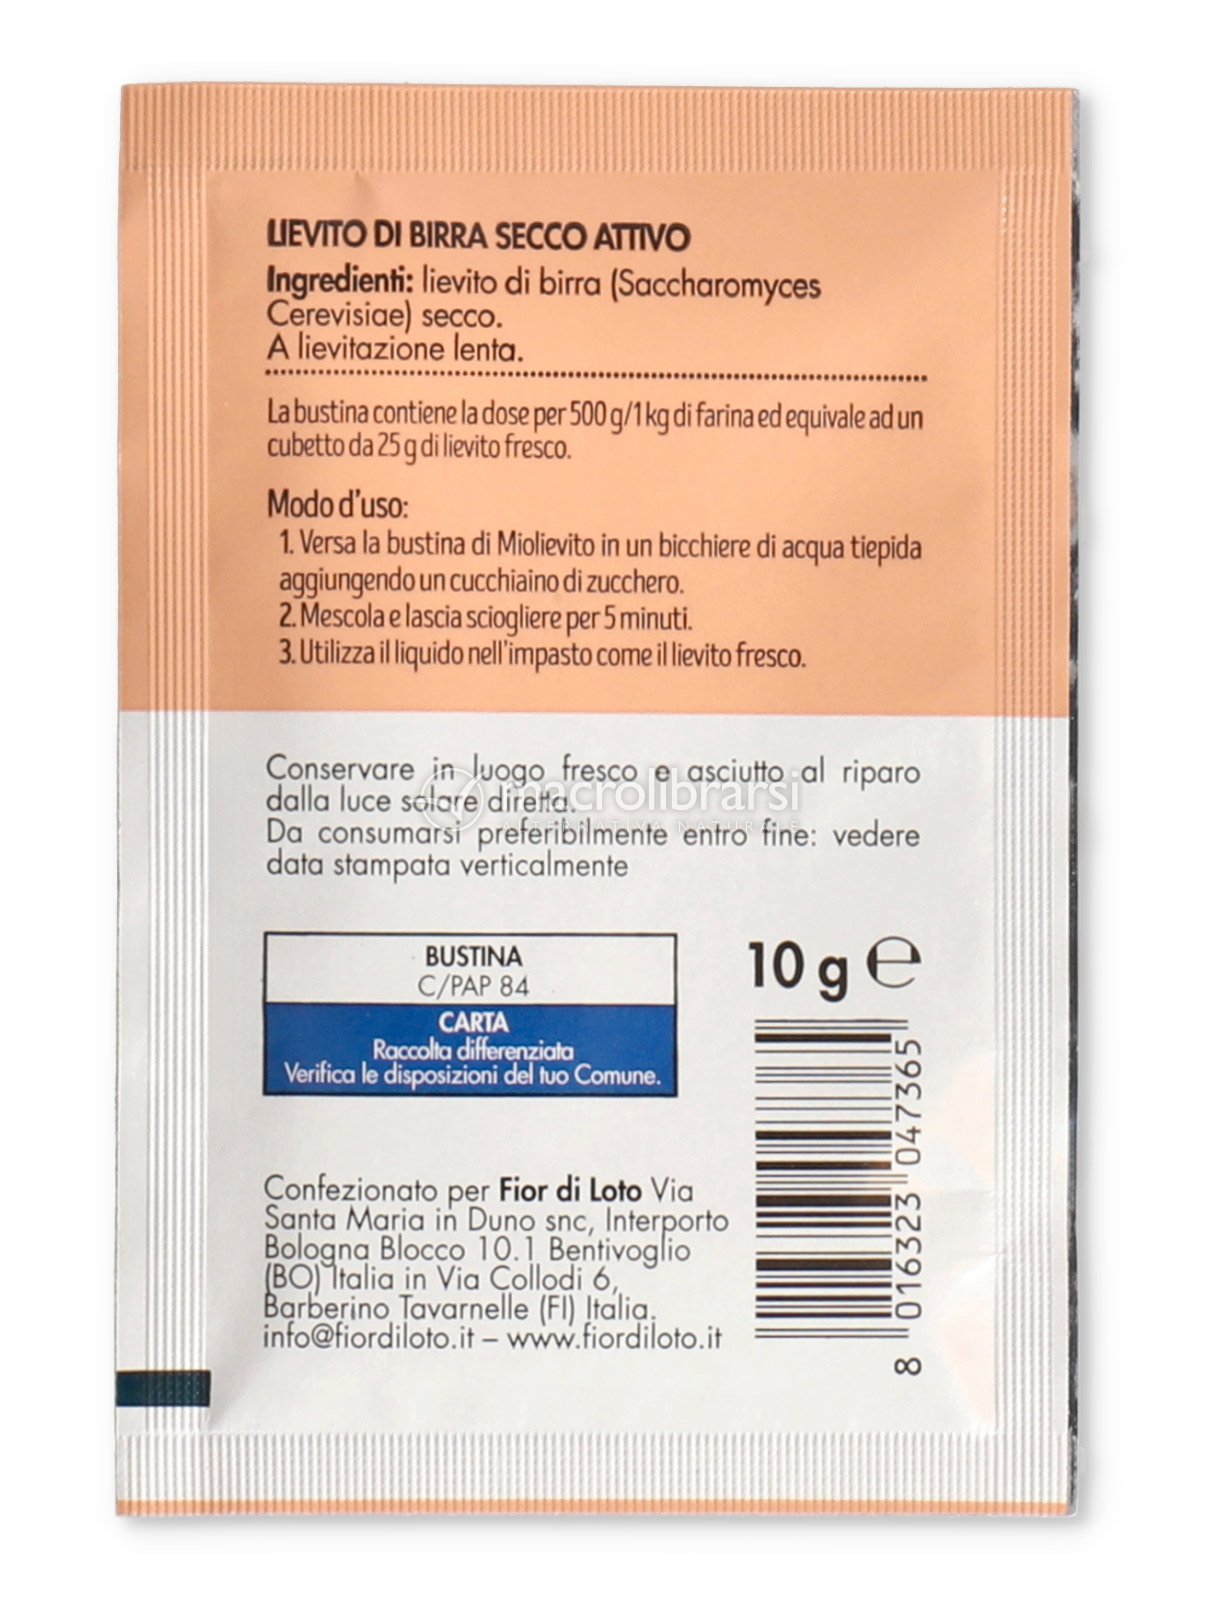 LIEVITO DI BIRRA SECCO ATTIVO
Ingredienti: lievito di birra (Saccharomyces
Cerevisiae) secco.
A lievitazione lenta.
La bustina contiene la dose per 500 g/1 kg di farina ed equivale ad un
cubetto da 25 g di lievito fresco.
Modo d'uso:
1. Versa la bustina di Miolievito in un bicchiere di acqua tiepida
aggiungendo un cucchiaino di zucchero.
2. Mescola e lascia sciogliere per 5 minuti.
3. Utilizza il liquido nell'impasto come il lievito fresco.
Conservare in luogo fresco e asciutto al riparo
dalla luce solare diretta.
Da consumarsi preferibilmente entro fine: vedere
data stampata verticalmente
macrolibrarsi
ALTERNATIVA NATURALE
BUSTINA
C/PAP 84
CARTA
Raccolta differenziata
Verifica le disposizioni del tuo Comune.
10 g ℮
Confezionato per Fior di Loto Via
Santa Maria in Duno snc, Interporto
Bologna Blocco 10.1 Bentivoglio
(BO) Italia in Via Collodi 6,
Barberino Tavarnelle (FI) Italia.
info@fiordiloto.it – www.fiordiloto.it
8 016323 047365